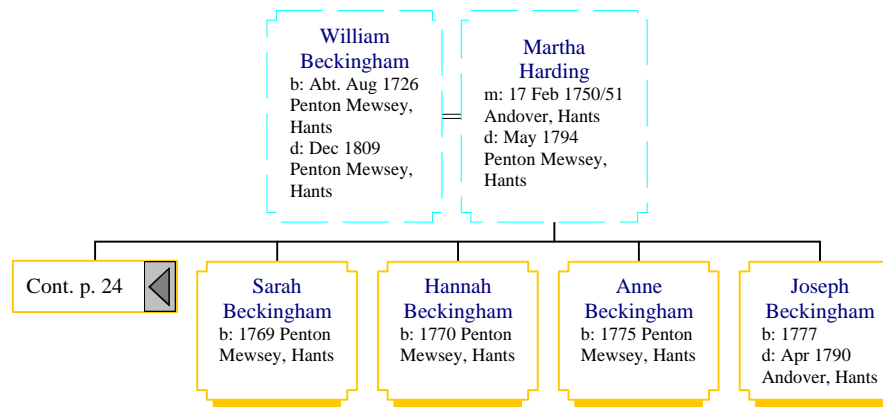 William
Beckingham
b: Abt. Aug 1726
Penton Mewsey,
Hants
d: Dec 1809
Penton Mewsey,
Hants
Martha
Harding
m: 17 Feb 1750/51
Andover, Hants
d: May 1794
Penton Mewsey,
Hants
Cont. p. 24
Sarah
Beckingham
b: 1769 Penton
Mewsey, Hants
Hannah
Beckingham
b: 1770 Penton
Mewsey, Hants
Anne
Beckingham
b: 1775 Penton
Mewsey, Hants
Joseph
Beckingham
b: 1777
d: Apr 1790
Andover, Hants